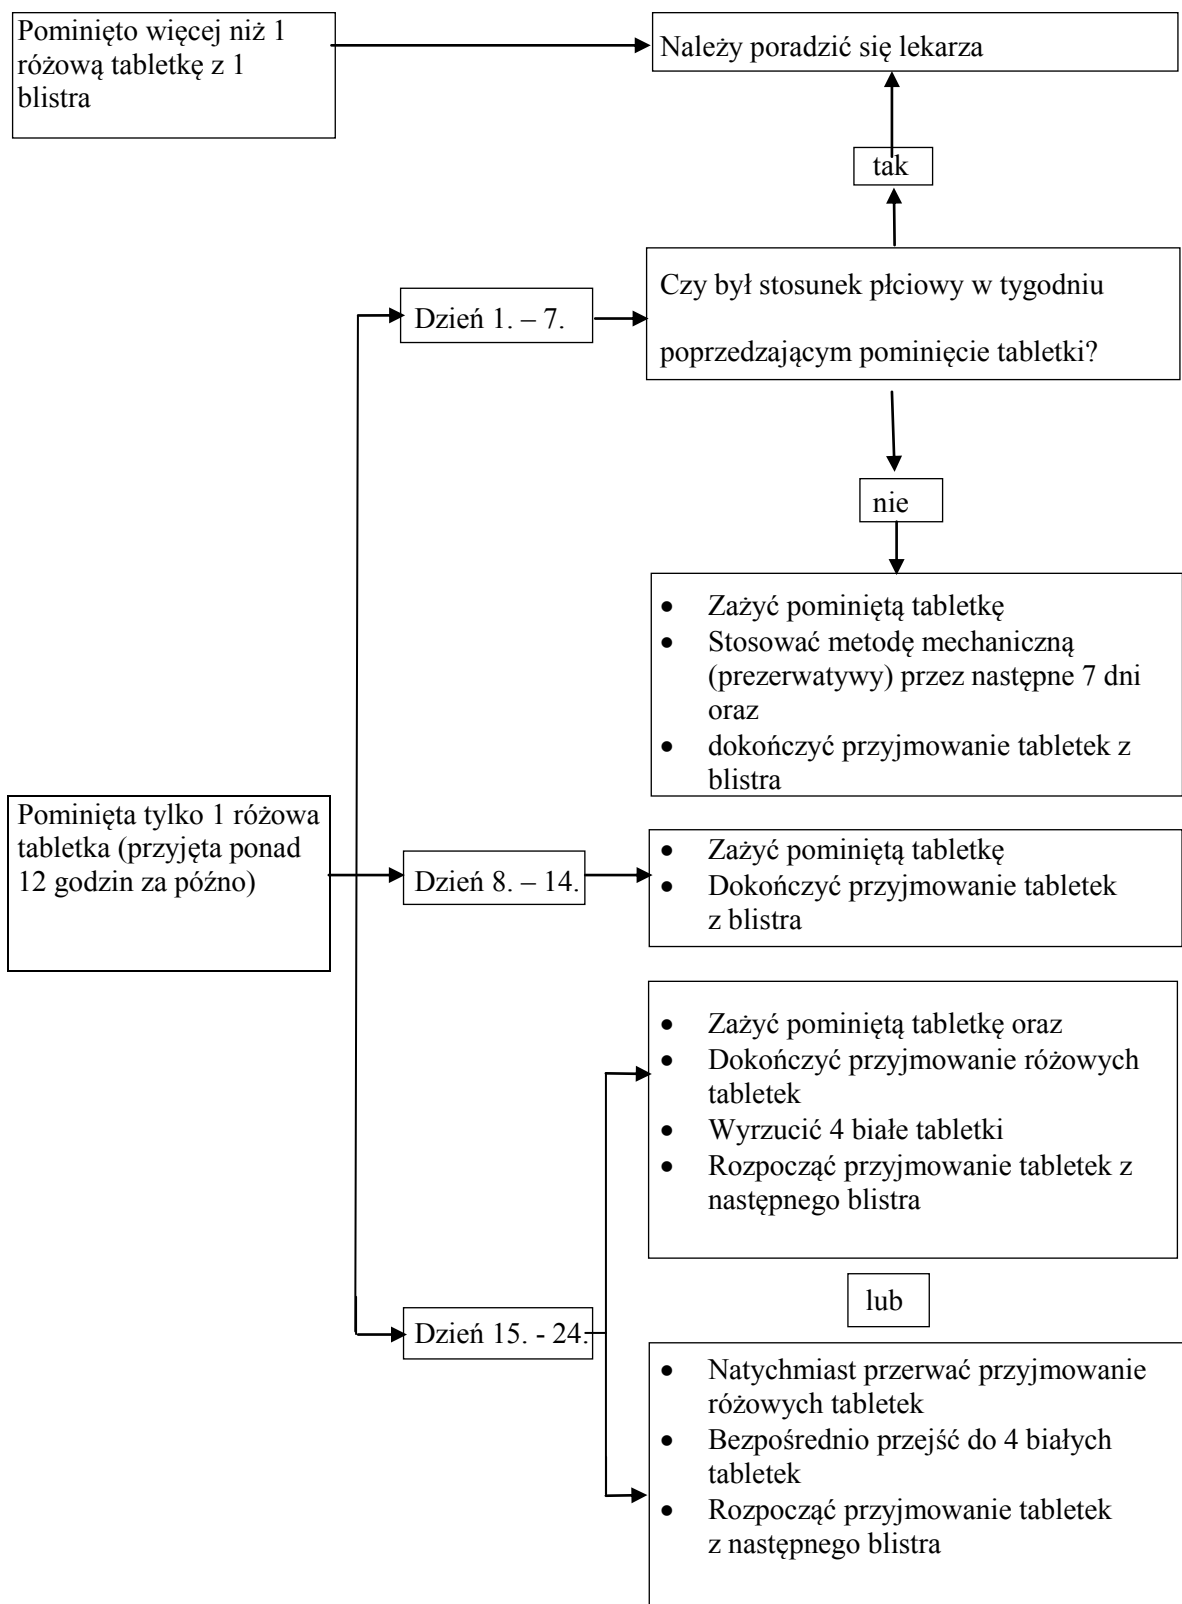 Pominięto więcej niż 1
różową tabletkę z 1
blistra
Należy poradzić się lekarza
tak
Czy był stosunek płciowy w tygodniu
poprzedzającym pominięcie tabletki?
Dzień 1. – 7.
nie
• Zażyć pominiętą tabletkę
• Stosować metodę mechaniczną
(prezerwatywy) przez następne 7 dni
oraz
• dokończyć przyjmowanie tabletek z
blistra
Pominięta tylko 1 różowa
tabletka (przyjęta ponad
12 godzin za późno)
Dzień 8. – 14.
• Zażyć pominiętą tabletkę
• Dokończyć przyjmowanie tabletek
z blistra
• Zażyć pominiętą tabletkę oraz
• Dokończyć przyjmowanie różowych
tabletek
• Wyrzucić 4 białe tabletki
• Rozpocząć przyjmowanie tabletek z
następnego blistra
lub
Dzień 15. - 24.
• Natychmiast przerwać przyjmowanie
różowych tabletek
• Bezpośrednio przejść do 4 białych
tabletek
• Rozpocząć przyjmowanie tabletek
z następnego blistra